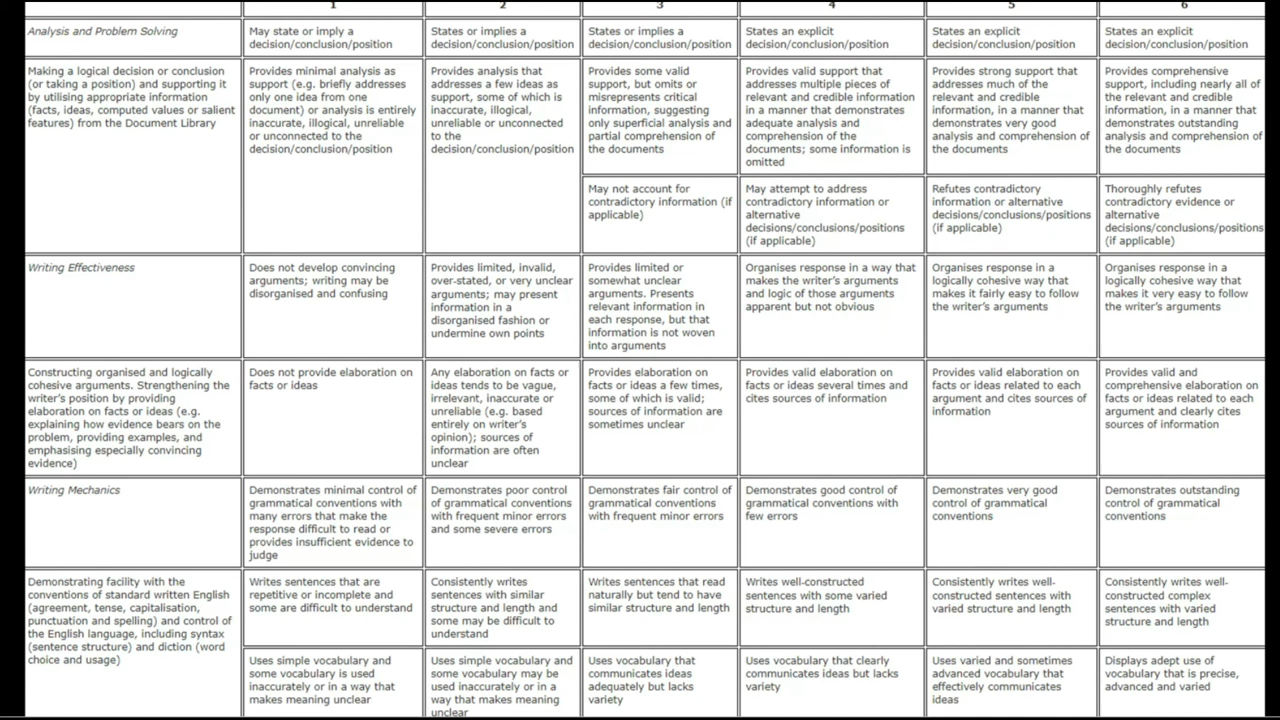 1 2 3 4 5 6
Analysis and Problem Solving
May state or imply a
decision/conclusion/position
States or implies a
decision/conclusion/position
States or implies a
decision/conclusion/position
States an explicit
decision/conclusion/position
States an explicit
decision/conclusion/position
States an explicit
decision/conclusion/position
Making a logical decision or conclusion
(or taking a position) and supporting it
by utilising appropriate information
(facts, ideas, computed values or salient
features) from the Document Library
Provides minimal analysis as
support (e.g. briefly addresses
only one idea from one
document) or analysis is entirely
inaccurate, illogical, unreliable
or unconnected to the
decision/conclusion/position
Provides analysis that
addresses a few ideas as
support, some of which is
inaccurate, illogical,
unreliable or unconnected
to the
decision/conclusion/position
Provides some valid
support, but omits or
misrepresents critical
information, suggesting
only superficial analysis and
partial comprehension of
the documents
Provides valid support that
addresses multiple pieces of
relevant and credible information
in a manner that demonstrates
adequate analysis and
comprehension of the
documents; some information is
omitted
Provides strong support that
addresses much of the
relevant and credible
information, in a manner that
demonstrates very good
analysis and comprehension of
the documents
Provides comprehensive
support, including nearly all of
the relevant and credible
information, in a manner that
demonstrates outstanding
analysis and comprehension of
the documents
May not account for
contradictory information (if
applicable)
May attempt to address
contradictory information or
alternative
decisions/conclusions/positions
(if applicable)
Refutes contradictory
information or alternative
decisions/conclusions/positions
(if applicable)
Thoroughly refutes
contradictory evidence or
alternative
decisions/conclusions/positions
(if applicable)
Writing Effectiveness
Does not develop convincing
arguments; writing may be
disorganised and confusing
Provides limited, invalid,
over-stated, or very unclear
arguments; may present
information in a
disorganised fashion or
undermine own points
Provides limited or
somewhat unclear
arguments. Presents
relevant information in
each response, but that
information is not woven
into arguments
Organises response in a way that
makes the writer's arguments
and logic of those arguments
apparent but not obvious
Organises response in a
logically cohesive way that
makes it fairly easy to follow
the writer's arguments
Organises response in a
logically cohesive way that
makes it very easy to follow
the writer's arguments
Constructing organised and logically
cohesive arguments. Strengthening the
writer's position by providing
elaboration on facts or ideas (e.g.
explaining how evidence bears on the
problem, providing examples, and
emphasising especially convincing
evidence)
Does not provide elaboration on
facts or ideas
Any elaboration on facts or
ideas tends to be vague,
irrelevant, inaccurate or
unreliable (e.g. based
entirely on writer's
opinion); sources of
information are often
unclear
Provides elaboration on
facts or ideas a few times,
some of which is valid;
sources of information are
sometimes unclear
Provides valid elaboration on
facts or ideas several times and
cites sources of information
Provides valid elaboration on
facts or ideas related to each
argument and cites sources of
information
Provides valid and
comprehensive elaboration on
facts or ideas related to each
argument and clearly cites
sources of information
Writing Mechanics
Demonstrates minimal control of
grammatical conventions with
many errors that make the
response difficult to read or
provides insufficient evidence to
judge
Demonstrates poor control
of grammatical conventions
with frequent minor errors
and some severe errors
Demonstrates fair control of
grammatical conventions
with frequent minor errors
Demonstrates good control of
grammatical conventions with
few errors
Demonstrates very good
control of grammatical
conventions
Demonstrates outstanding
control of grammatical
conventions
Demonstrating facility with the
conventions of standard written English
(agreement, tense, capitalisation,
punctuation and spelling) and control of
the English language, including syntax
(sentence structure) and diction (word
choice and usage)
Writes sentences that are
repetitive or incomplete and
some are difficult to understand
Consistently writes
sentences with similar
structure and length and
some may be difficult to
understand
Writes sentences that read
naturally but tend to have
similar structure and length
Writes well-constructed
sentences with some varied
structure and length
Consistently writes well-
constructed sentences with
varied structure and length
Consistently writes well-
constructed complex
sentences with varied
structure and length
Uses simple vocabulary and
some vocabulary is used
inaccurately or in a way that
makes meaning unclear
Uses simple vocabulary and
some vocabulary may be
used inaccurately or in a
way that makes meaning
unclear
Uses vocabulary that
communicates ideas
adequately but lacks
variety
Uses vocabulary that clearly
communicates ideas but lacks
variety
Uses varied and sometimes
advanced vocabulary that
effectively communicates
ideas
Displays adept use of
vocabulary that is precise,
advanced and varied